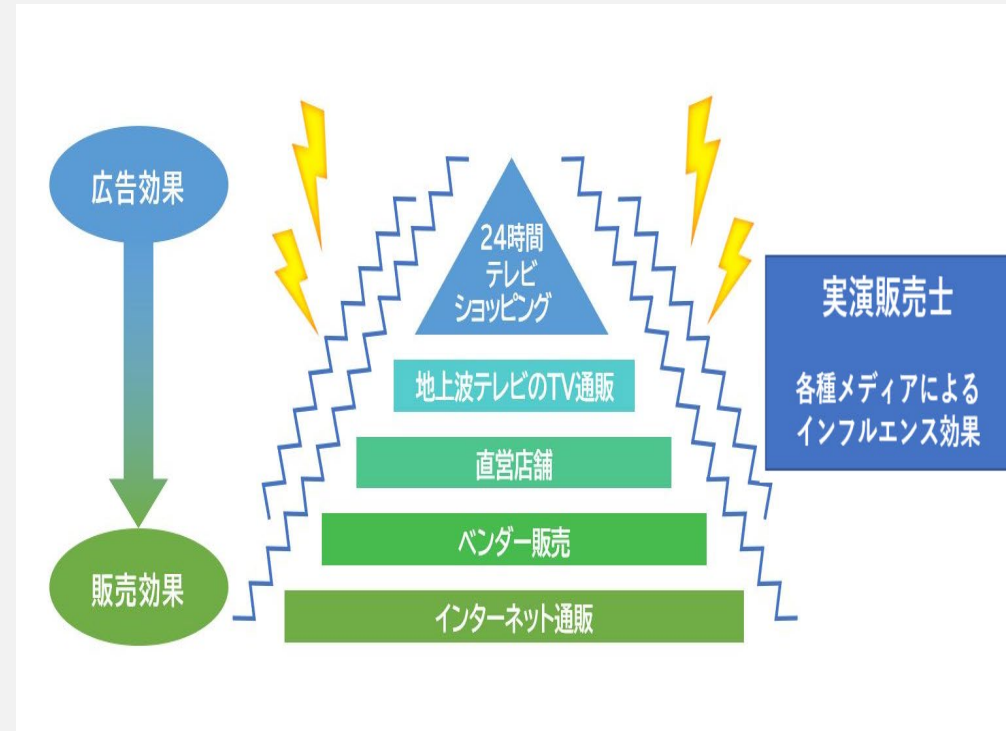 広告効果
24時間
テレビ
ショッピング
地上波テレビのTV通販
直営店舗
ベンダー販売
インターネット通販
販売効果
実演販売士
各種メディアによる
インフルエンス効果